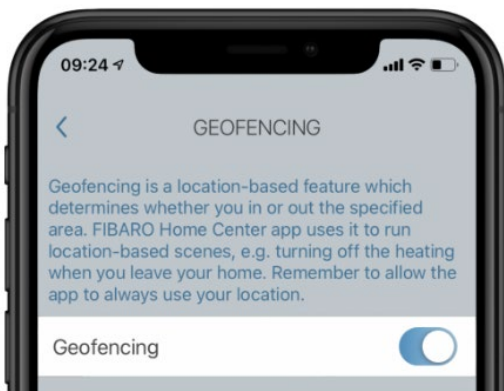 09:24
GEOFENCING
Geofencing is a location-based feature which
determines whether you in or out the specified
area. FIBARO Home Center app uses it to run
location-based scenes, e.g. turning off the heating
when you leave your home. Remember to allow the
app to always use your location.
Geofencing